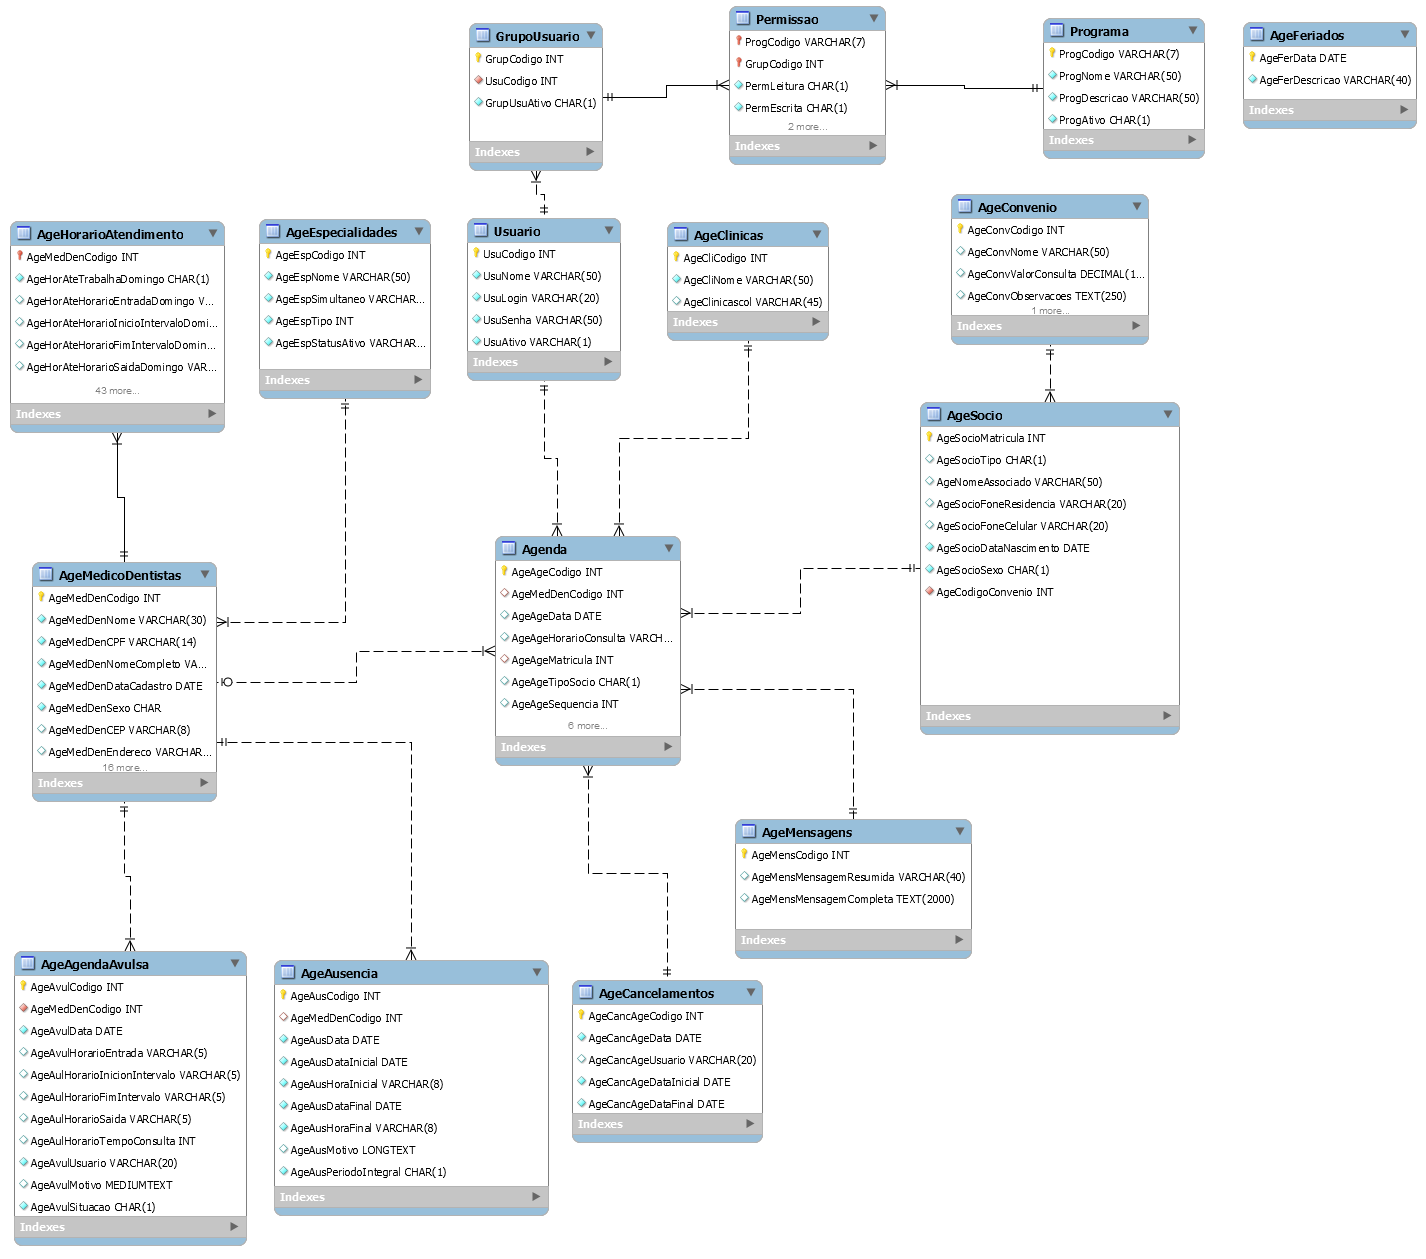 GrupoUsuario
GrupCodigo INT
UsuCodigo INT
GrupUsuAtivo CHAR(1)
Indexes
Permissao
ProgCodigo VARCHAR(7)
GrupCodigo INT
PermLeitura CHAR(1)
PermEscrita CHAR(1)
2 more...
Indexes
Programa
ProgCodigo VARCHAR(7)
ProgNome VARCHAR(50)
ProgDescricao VARCHAR(50)
ProgAtivo CHAR(1)
Indexes
AgeFeriados
AgeFerData DATE
AgeFerDescricao VARCHAR(40)
Indexes
AgeHorarioAtendimento
AgeMedDenCodigo INT
AgeHorAteTrabalhaDomingo CHAR(1)
AgeHorAteHorarioEntradaDomingo V...
AgeHorAteHorarioInicioIntervaloDomi...
AgeHorAteHorarioFimIntervaloDomin...
AgeHorAteHorarioSaidaDomingo VAR...
43 more...
Indexes
AgeEspecialidades
AgeEspCodigo INT
AgeEspNome VARCHAR(50)
AgeEspSimultaneo VARCHAR...
AgeEspTipo INT
AgeEspStatusAtivo VARCHAR...
Indexes
Usuario
UsuCodigo INT
UsuNome VARCHAR(50)
UsuLogin VARCHAR(20)
UsuSenha VARCHAR(50)
UsuAtivo VARCHAR(1)
Indexes
AgeClinicas
AgeCliCodigo INT
AgeCliNome VARCHAR(50)
AgeClinicascol VARCHAR(45)
Indexes
AgeConvenio
AgeConvCodigo INT
AgeConvNome VARCHAR(50)
AgeConvValorConsulta DECIMAL(1...
AgeConvObservacoes TEXT(250)
1 more...
Indexes
AgeSocio
AgeSocioMatricula INT
AgeSocioTipo CHAR(1)
AgeNomeAssociado VARCHAR(50)
AgeSocioFoneResidencia VARCHAR(20)
AgeSocioFoneCelular VARCHAR(20)
AgeSocioDataNascimento DATE
AgeSocioSexo CHAR(1)
AgeCodigoConvenio INT
Indexes
AgeMedicoDentistas
AgeMedDenCodigo INT
AgeMedDenNome VARCHAR(30)
AgeMedDenCPF VARCHAR(14)
AgeMedDenNomeCompleto VA...
AgeMedDenDataCadastro DATE
AgeMedDenSexo CHAR
AgeMedDenCEP VARCHAR(8)
AgeMedDenEndereco VARCHAR...
16 more...
Indexes
Agenda
AgeAgeCodigo INT
AgeMedDenCodigo INT
AgeAgeData DATE
AgeAgeHorarioConsulta VARCH...
AgeAgeMatricula INT
AgeAgeTipoSocio CHAR(1)
AgeAgeSequencia INT
6 more...
Indexes
AgeMensagens
AgeMensCodigo INT
AgeMensMensagemResumida VARCHAR(40)
AgeMensMensagemCompleta TEXT(2000)
Indexes
AgeAgendaAvulsa
AgeAvulCodigo INT
AgeMedDenCodigo INT
AgeAvulData DATE
AgeAvulHorarioEntrada VARCHAR(5)
AgeAulHorarioInicionIntervalo VARCHAR(5)
AgeAulHorarioFimIntervalo VARCHAR(5)
AgeAulHorarioSaida VARCHAR(5)
AgeAulHorarioTempoConsulta INT
AgeAvulUsuario VARCHAR(20)
AgeAvulMotivo MEDIUMTEXT
AgeAvulSituacao CHAR(1)
Indexes
AgeAusencia
AgeAusCodigo INT
AgeMedDenCodigo INT
AgeAusData DATE
AgeAusDataInicial DATE
AgeAusHoraInicial VARCHAR(8)
AgeAusDataFinal DATE
AgeAusHoraFinal VARCHAR(8)
AgeAusMotivo LONGTEXT
AgeAusPeriodoIntegral CHAR(1)
Indexes
AgeCancelamentos
AgeCancAgeCodigo INT
AgeCancAgeData DATE
AgeCancAgeUsuario VARCHAR(20)
AgeCancAgeDataInicial DATE
AgeCancAgeDataFinal DATE
Indexes